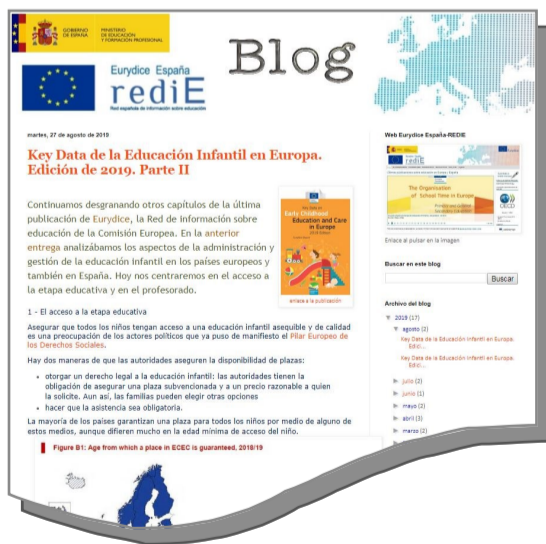 GOBIERNO
DE ESPAÑA
MINISTERIO
DE EDUCACIÓN
Y FORMACIÓN PROFESIONAL
Blog
Eurydice España
rediE
Red española de información sobre educación
martes, 27 de agosto de 2019
Key Data de la Educación Infantil en Europa.
Edición de 2019. Parte II
Continuamos desgranando otros capítulos de la última
publicación de Eurydice, la Red de Información sobre
educación de la Comisión Europea. En la anterior
entrega analizábamos los aspectos de la administración y
gestión de la educación infantil en los países europeos y
también en España. Hoy nos centraremos en el acceso a
la etapa educativa y en el profesorado.
Early Childhood
Education and Care
in Europe
enlace a la publicación
1 - El acceso a la etapa educativa
Asegurar que todos los niños tengan acceso a una educación infantil asequible y de calidad
es una preocupación de los actores políticos que ya puso de manifiesto el Pilar Europeo de
los Derechos Sociales.
Hay dos maneras de que las autoridades aseguren la disponibilidad de plazas:
• otorgar un derecho legal a la educación infantil: las autoridades tienen la
obligación de asegurar una plaza subvencionada y a un precio razonable a quien
la solicite. Aun así, las familias pueden elegir otras opciones
• hacer que la asistencia sea obligatoria.
La mayoría de los países garantizan una plaza para todos los niños por medio de alguno de
estos medios, aunque difieren mucho en la edad mínima de acceso del niño.
Figure B1: Age from which a place in ECEC is guaranteed, 2018/19
Web Eurydice España-REDIE
rediE
The Organisation
of School Time in Europe
OECD
Enlace al pulsar en la imagen
Buscar en este blog
Buscar
Archivo del blog
▼ 2019 (17)
▼ agosto (2)
Key Data de la Educación Infantil en Europa.
Edici...
Key Data de la Educación Infantil en Europa.
Edici...
► julio (2)
► junio (1)
► mayo (2)
► abril (3)
► marzo (2)